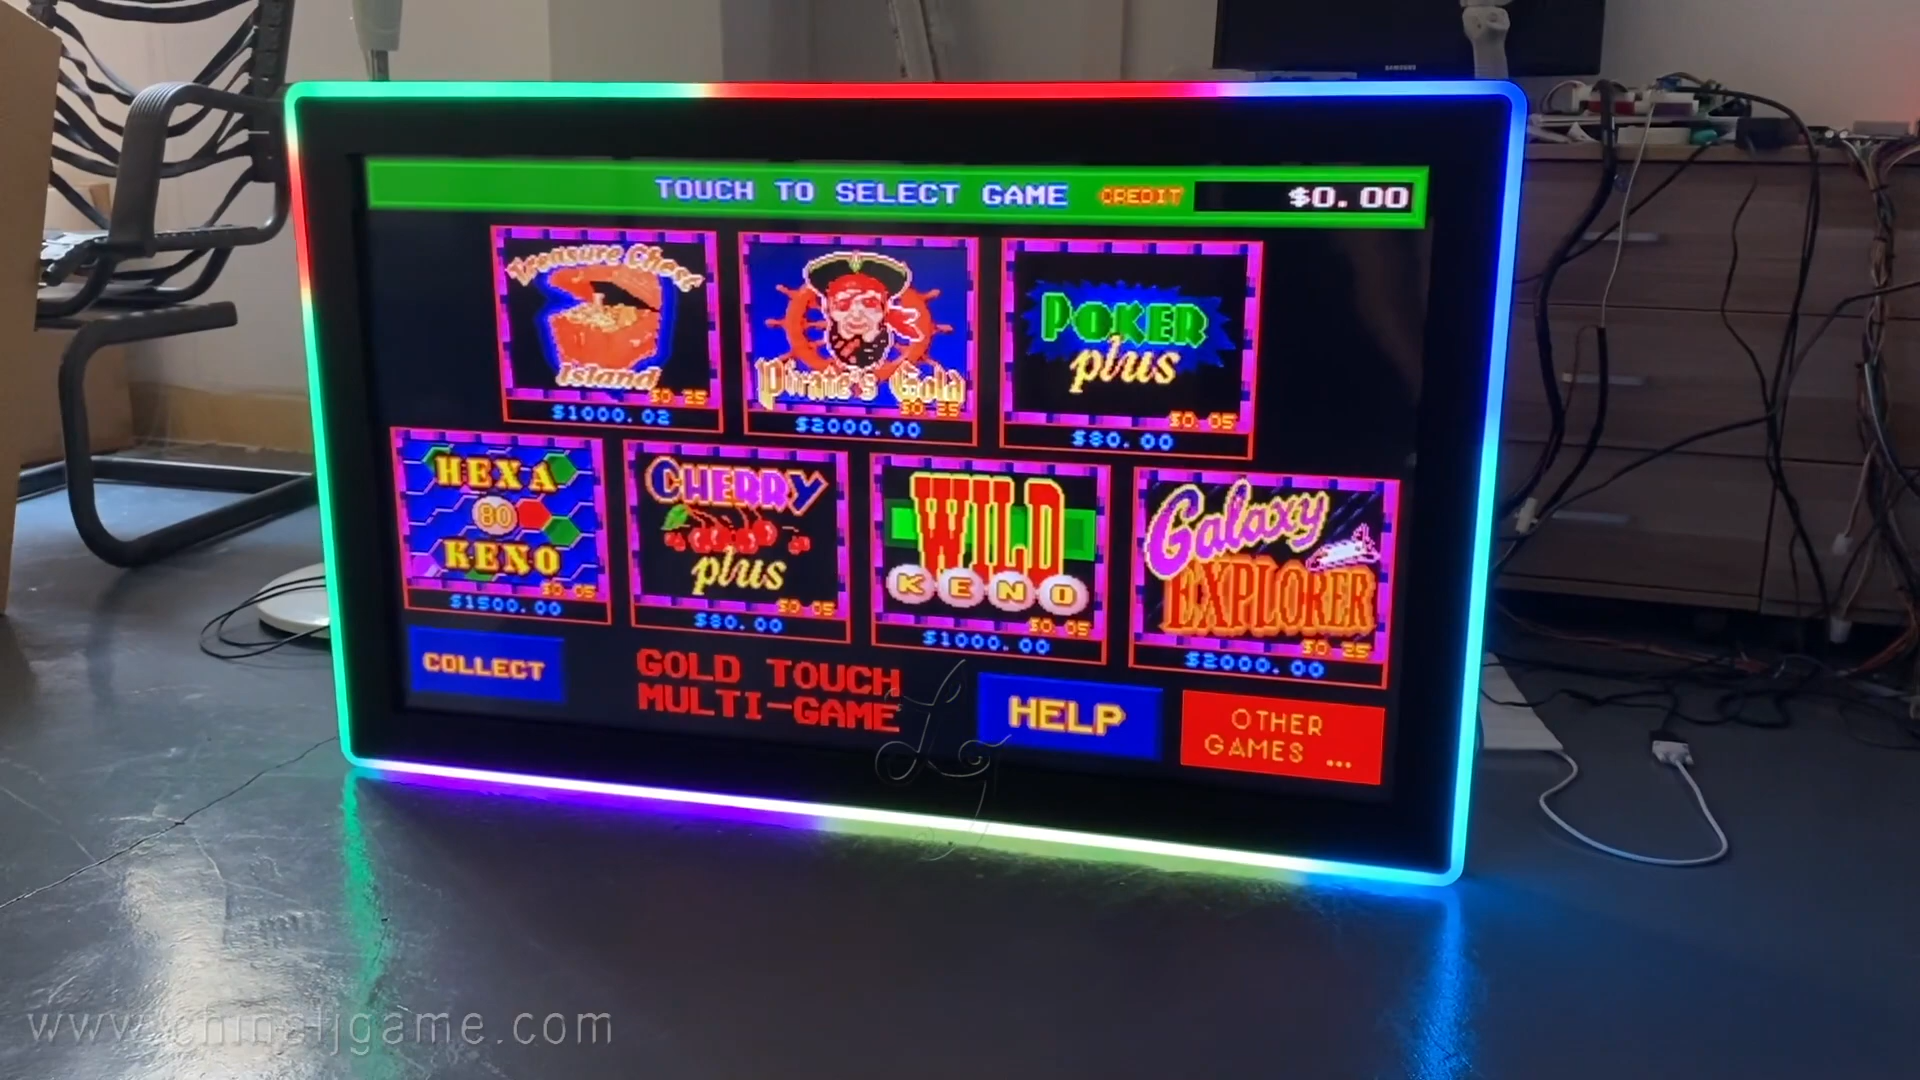 SAMSUNG
TOUCH TO SELECT GAME CREDIT $0.00
Treasure Chest
Island
$0.25
$1000.02
Pirate's Gold
$0.25
$2000.00
POKER
plus
$0.05
$80.00
HEXA
80
KENO
$0.05
$1500.00
CHERRY
plus
$0.05
$80.00
WILD
KENO
$0.05
$1000.00
Galaxy
EXPLORER
$0.25
$2000.00
COLLECT
GOLD TOUCH
MULTI-GAME
HELP
OTHER
GAMES ...
LJ
www.chinaljgame.com